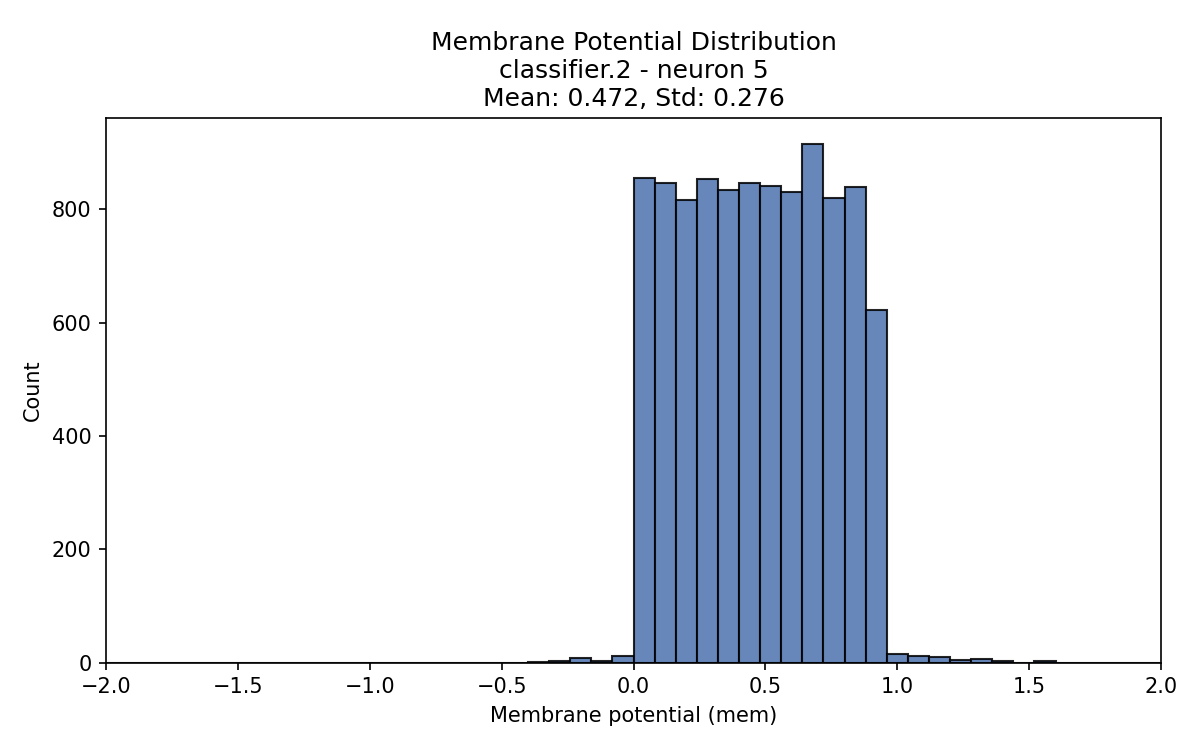 Membrane Potential Distribution
classifier.2 - neuron 5
Mean: 0.472, Std: 0.276
Count
800
600
400
200
0
−2.0 −1.5 −1.0 −0.5 0.0 0.5 1.0 1.5 2.0
Membrane potential (mem)